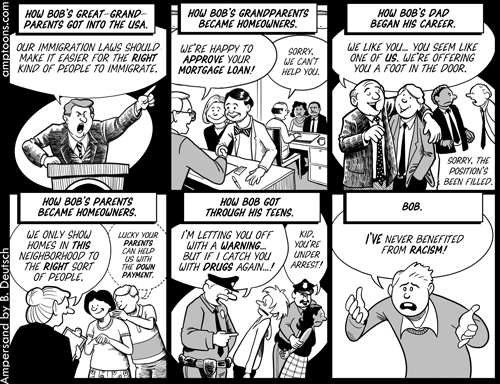 HOW BOB'S GREAT-GRAND-
PARENTS GOT INTO THE USA.
OUR IMMIGRATION LAWS SHOULD
MAKE IT EASIER FOR THE RIGHT
KIND OF PEOPLE TO IMMIGRATE.
HOW BOB'S GRANDPARENTS
BECAME HOMEOWNERS.
WE'RE HAPPY TO
APPROVE YOUR
MORTGAGE LOAN!
SORRY,
WE CAN'T
HELP YOU.
HOW BOB'S DAD
BEGAN HIS CAREER.
WE LIKE YOU... YOU SEEM LIKE
ONE OF US. WE'RE OFFERING
YOU A FOOT IN THE DOOR.
SORRY, THE
POSITION'S
BEEN FILLED.
HOW BOB'S PARENTS
BECAME HOMEOWNERS.
WE ONLY SHOW
HOMES IN THIS
NEIGHBORHOOD TO
THE RIGHT SORT
OF PEOPLE.
LUCKY YOUR
PARENTS
CAN HELP
US WITH
THE DOWN
PAYMENT.
HOW BOB GOT
THROUGH HIS TEENS.
I'M LETTING YOU OFF
WITH A WARNING...
BUT IF I CATCH YOU
WITH DRUGS AGAIN...!
KID,
YOU'RE
UNDER
ARREST!
BOB.
I'VE NEVER BENEFITED
FROM RACISM!
amptoons.com
Ampersand by B. Deutsch